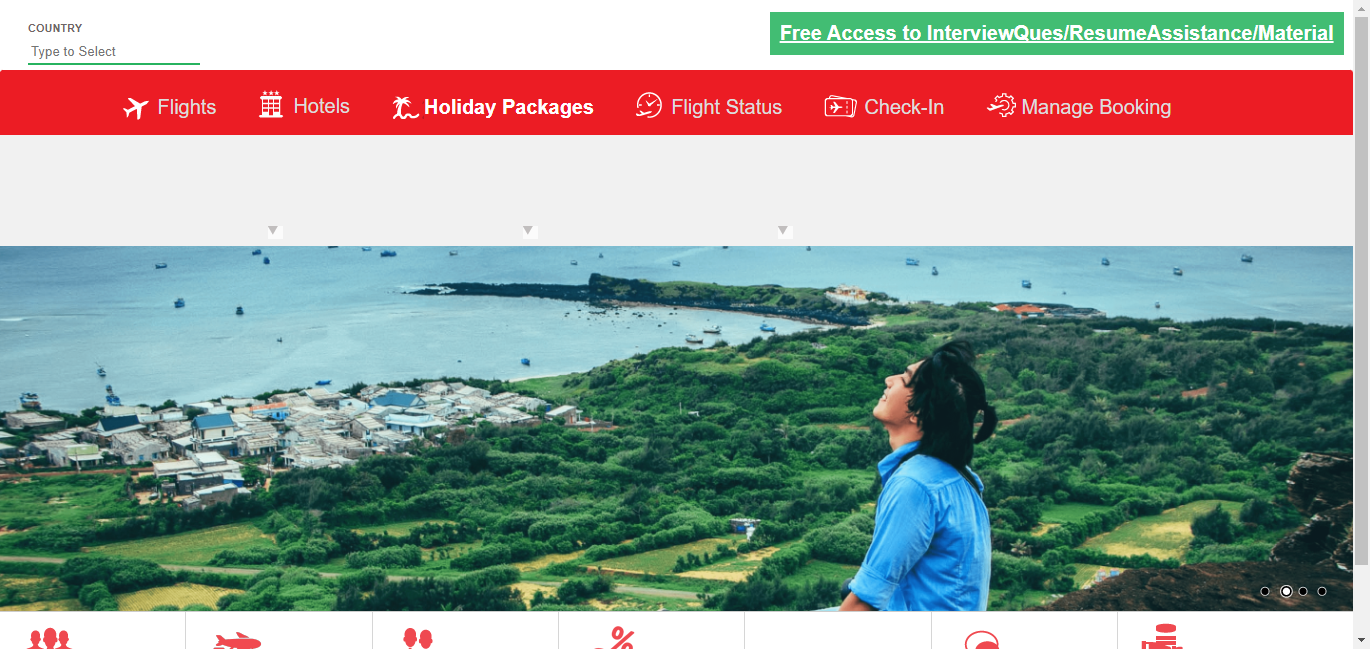 COUNTRY
Type to Select
Free Access to InterviewQues/ResumeAssistance/Material
Flights
Hotels
Holiday Packages
Flight Status
Check-In
Manage Booking